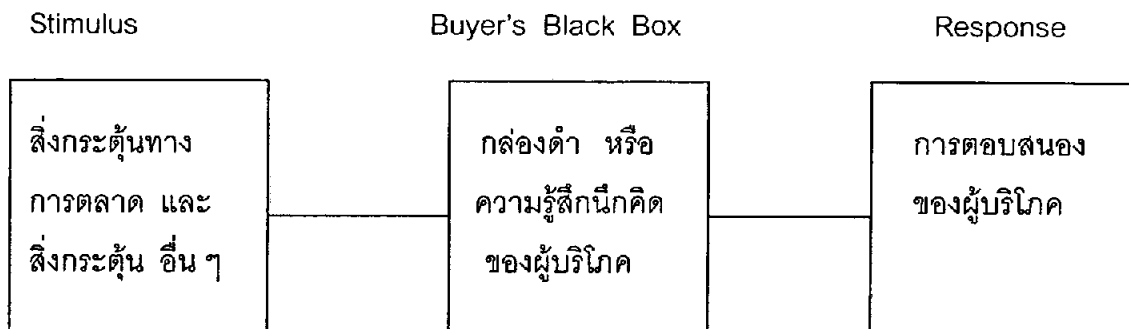 Stimulus
Buyer's Black Box
Response
สิ่งกระตุ้นทาง
การตลาด และ
สิ่งกระตุ้น อื่น ๆ
กล่องดำ หรือ
ความรู้สึกนึกคิด
ของผู้บริโภค
การตอบสนอง
ของผู้บริโภค